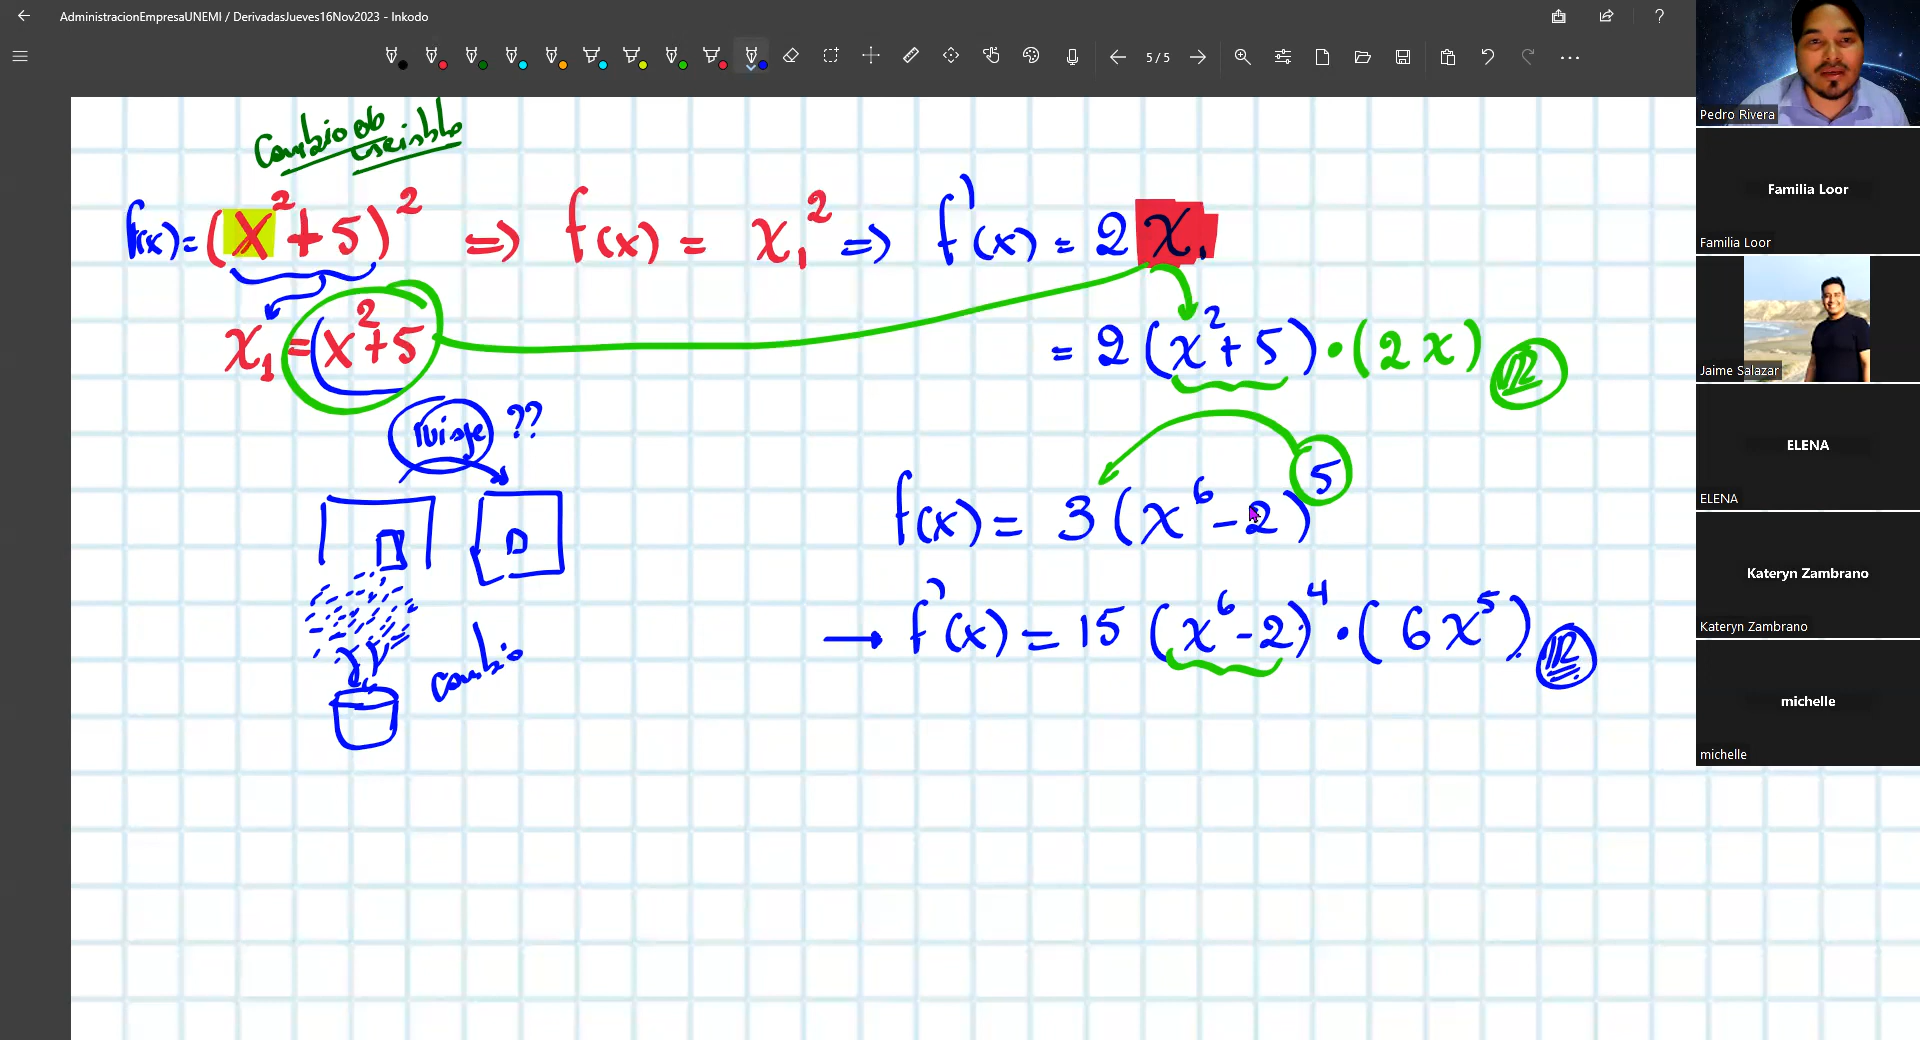 AdministracionEmpresaUNEMI / DerivadasJueves16Nov2023 - Inkodo
5 / 5
Cambio de variable
f(x) = (x² + 5)² ⇒ f(x) = x₁² ⇒ f'(x) = 2x₁
x₁ = (x² + 5)
= 2(x² + 5) • (2x) R
??
f(x) = 3(x⁶ - 2)⁵
→ f'(x) = 15(x⁶ - 2)⁴ • (6x⁵) R
Cambio
Pedro Rivera
Familia Loor
Familia Loor
Jaime Salazar
ELENA
ELENA
Kateryn Zambrano
Kateryn Zambrano
michelle
michelle